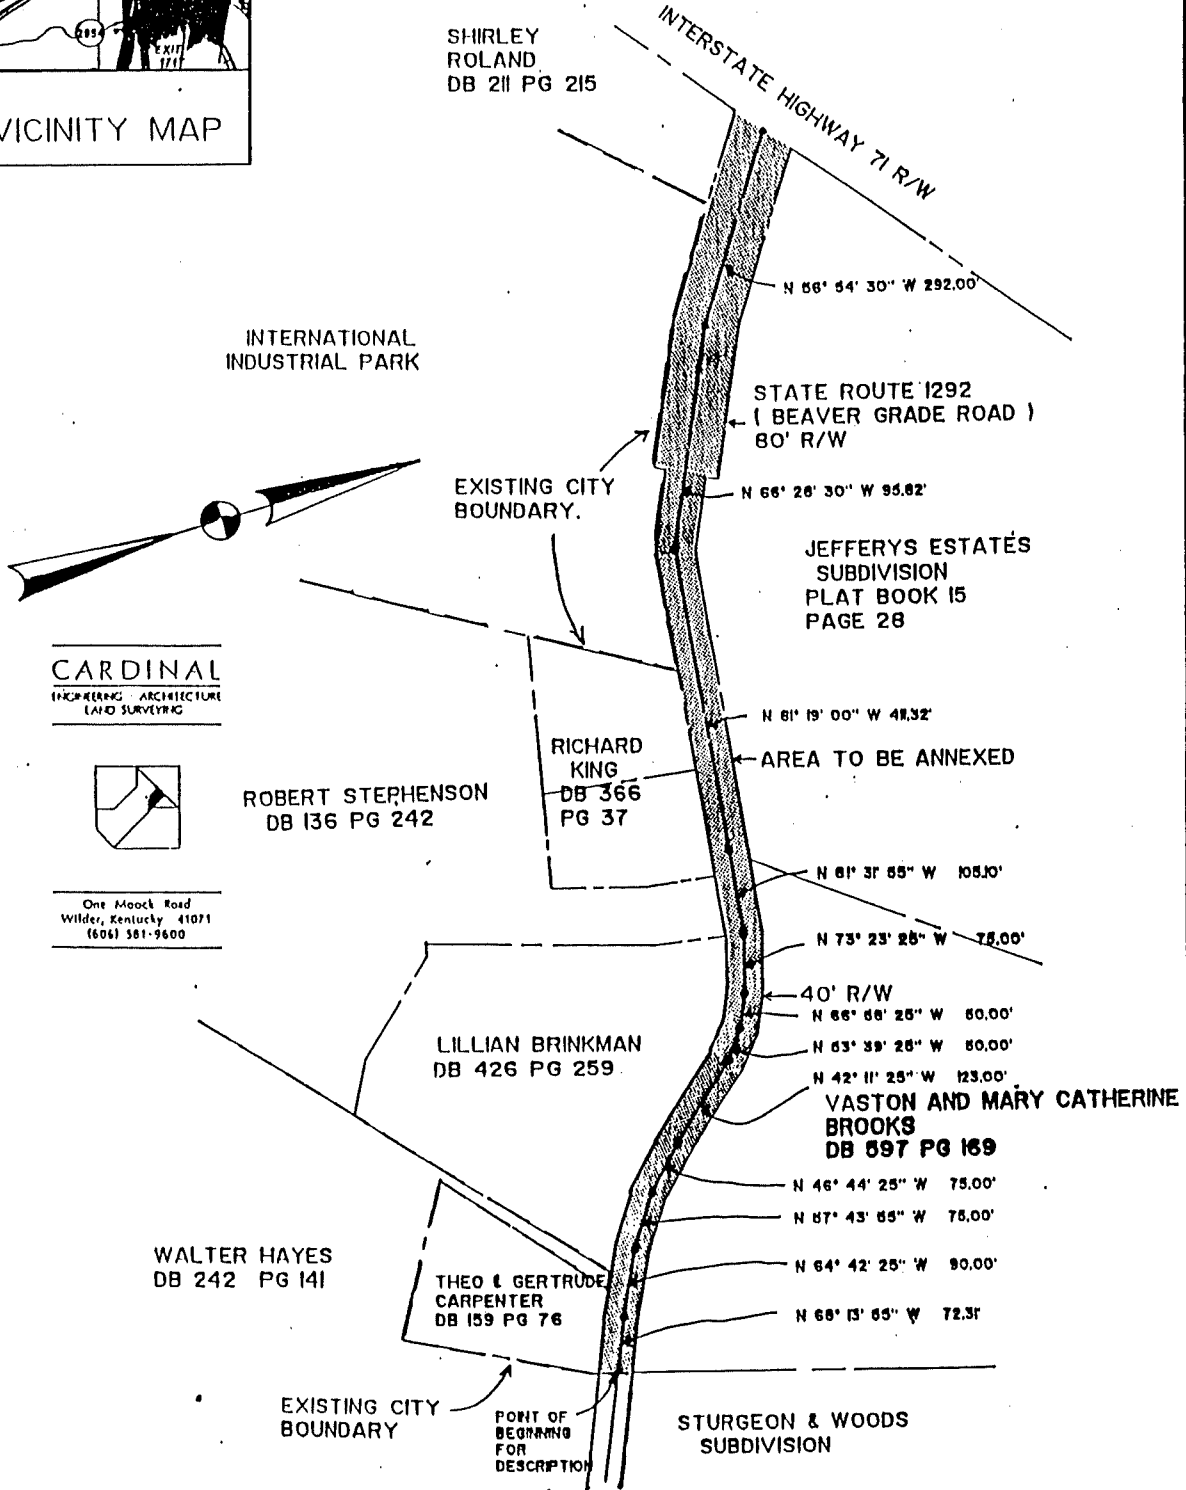 2954
EXIT
171
VICINITY MAP
SHIRLEY
ROLAND
DB 211 PG 215
INTERSTATE HIGHWAY 71 R/W
N 56° 54' 30" W 292.00'
INTERNATIONAL
INDUSTRIAL PARK
STATE ROUTE 1292
( BEAVER GRADE ROAD )
80' R/W
EXISTING CITY
BOUNDARY.
N 66° 26' 30" W 95.62'
JEFFERYS ESTATES
SUBDIVISION
PLAT BOOK 15
PAGE 28
CARDINAL
ENGINEERING · ARCHITECTURE
LAND SURVEYING
N 81° 19' 00" W 411.32'
AREA TO BE ANNEXED
RICHARD
KING
DB 366
PG 37
ROBERT STEPHENSON
DB 136 PG 242
N 81° 31' 55" W 105.10'
One Moock Road
Wilder, Kentucky 41071
(606) 581-9600
N 73° 23' 25" W 75.00'
40' R/W
N 66° 58' 25" W 50.00'
LILLIAN BRINKMAN
DB 426 PG 259
N 53° 39' 25" W 50.00'
N 42° 11' 25" W 123.00'
VASTON AND MARY CATHERINE
BROOKS
DB 597 PG 169
N 46° 44' 25" W 75.00'
N 57° 43' 55" W 75.00'
WALTER HAYES
DB 242 PG 141
N 64° 42' 25" W 90.00'
THEO & GERTRUDE
CARPENTER
DB 159 PG 76
N 68° 13' 55" W 72.31'
EXISTING CITY
BOUNDARY
POINT OF
BEGINNING
FOR
DESCRIPTION
STURGEON & WOODS
SUBDIVISION